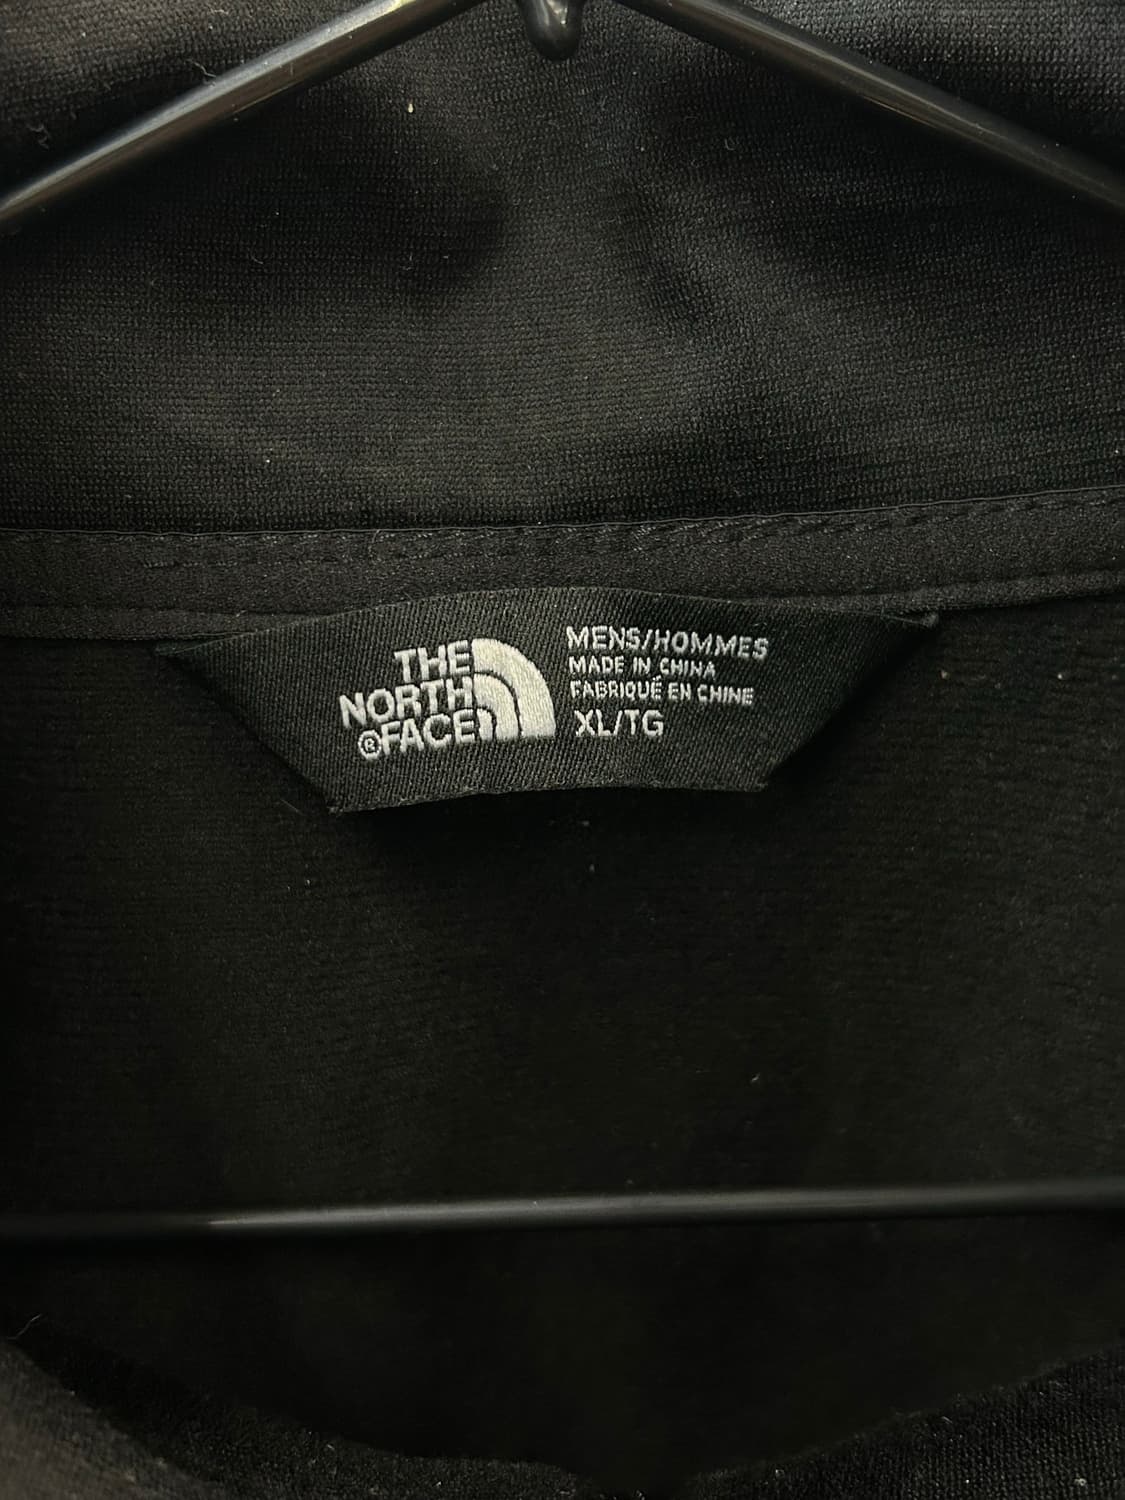 THE
NORTH
®FACE
MENS/HOMMES
MADE IN CHINA
FABRIQUÉ EN CHINE
XL/TG